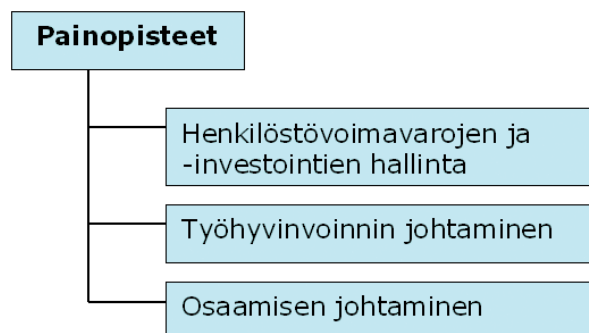 Painopisteet
Henkilöstövoimavarojen ja
-investointien hallinta
Työhyvinvoinnin johtaminen
Osaamisen johtaminen